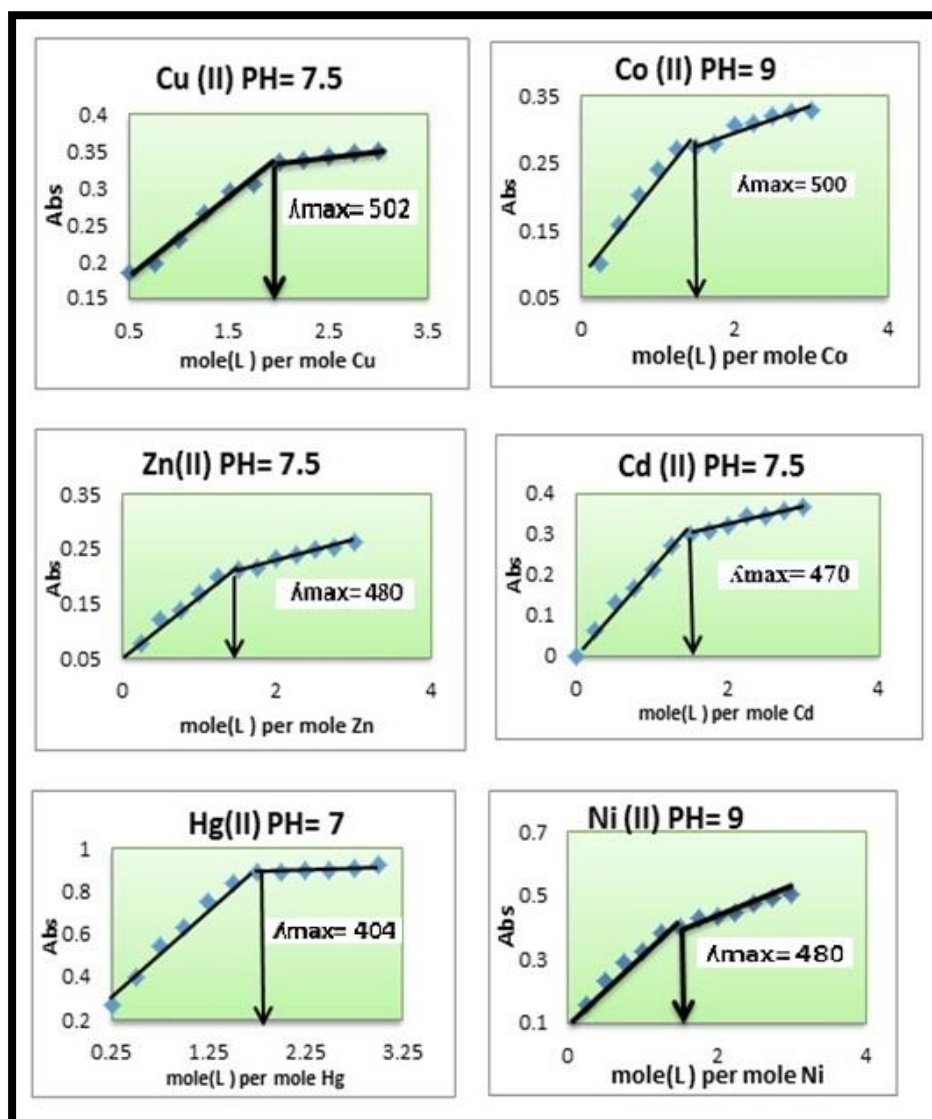 Cu (II) PH= 7.5
0.4
0.35
0.3
0.25
0.2
0.15
Abs
ʎmax= 502
0.5
1.5
2.5
3.5
mole(L ) per mole Cu
Co (II) PH= 9
0.35
0.25
0.15
0.05
Abs
ʎmax= 500
0
2
4
mole(L ) per mole Co
Zn(II) PH= 7.5
0.35
0.25
0.15
0.05
Abs
ʎmax= 480
0
2
4
mole(L ) per mole Zn
Cd (II) PH= 7.5
0.4
0.3
0.2
0.1
0
Abs
ʎmax= 470
0
2
4
mole(L ) per mole Cd
Hg(II) PH= 7
1
0.8
0.6
0.4
0.2
Abs
ʎmax= 404
0.25
1.25
2.25
3.25
mole(L ) per mole Hg
Ni (II) PH= 9
0.7
0.5
0.3
0.1
Abs
ʎmax= 480
0
2
4
mole(L ) per mole Ni